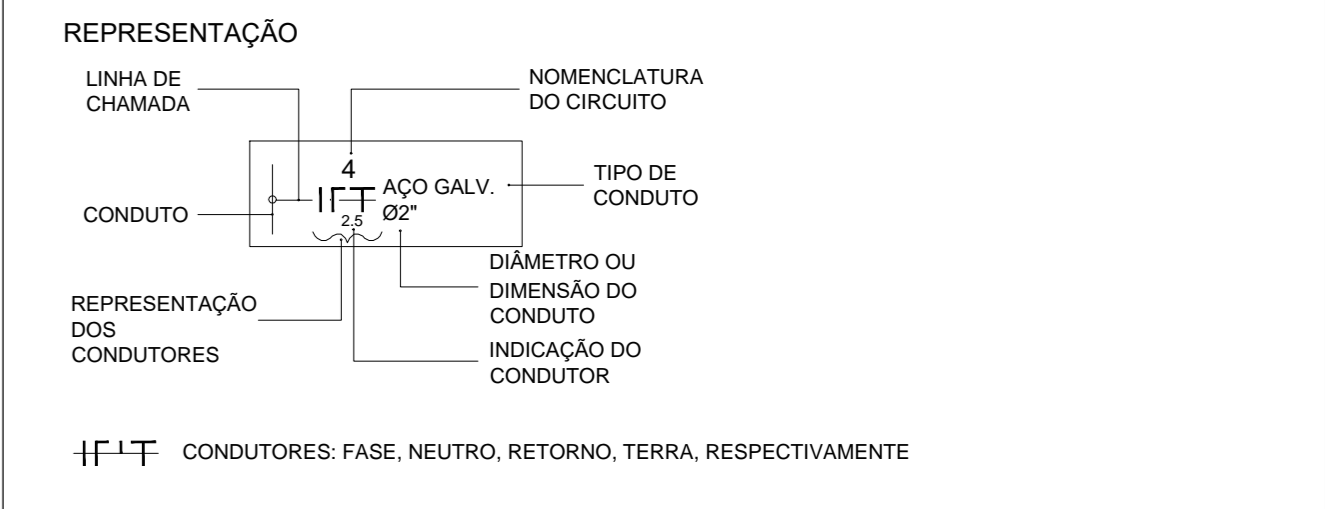 REPRESENTAÇÃO
LINHA DE
CHAMADA
NOMENCLATURA
DO CIRCUITO
4
AÇO GALV.
Ø2"
2.5
TIPO DE
CONDUTO
CONDUTO
DIÂMETRO OU
DIMENSÃO DO
CONDUTO
REPRESENTAÇÃO
DOS
CONDUTORES
INDICAÇÃO DO
CONDUTOR
CONDUTORES: FASE, NEUTRO, RETORNO, TERRA, RESPECTIVAMENTE